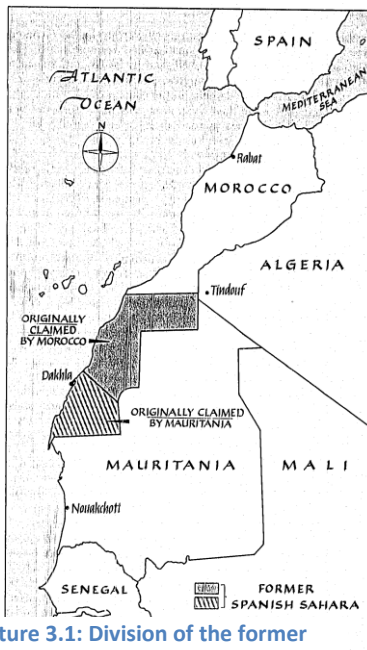 SPAIN
ATLANTIC
OCEAN
MEDITERRANEAN
SEA
N
Rabat
MOROCCO
ALGERIA
Tindouf
ORIGINALLY
CLAIMED
BY MOROCCO
Dakhla
ORIGINALLY CLAIMED
BY MAURITANIA
MAURITANIA
MALI
Nouakchott
SENEGAL
FORMER
SPANISH SAHARA
ture 3.1: Division of the former